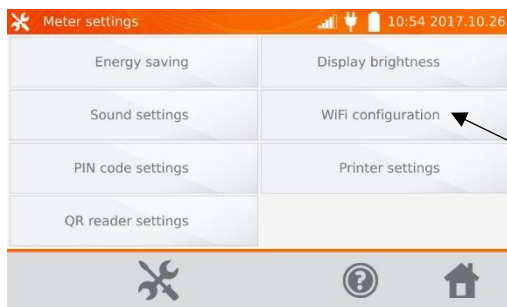 Meter settings 10:54 2017.10.26
Energy saving Display brightness
Sound settings WiFi configuration
PIN code settings Printer settings
QR reader settings
?